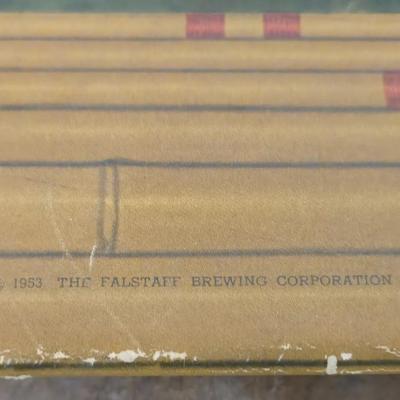 © 1953 THE FALSTAFF BREWING CORPORATION